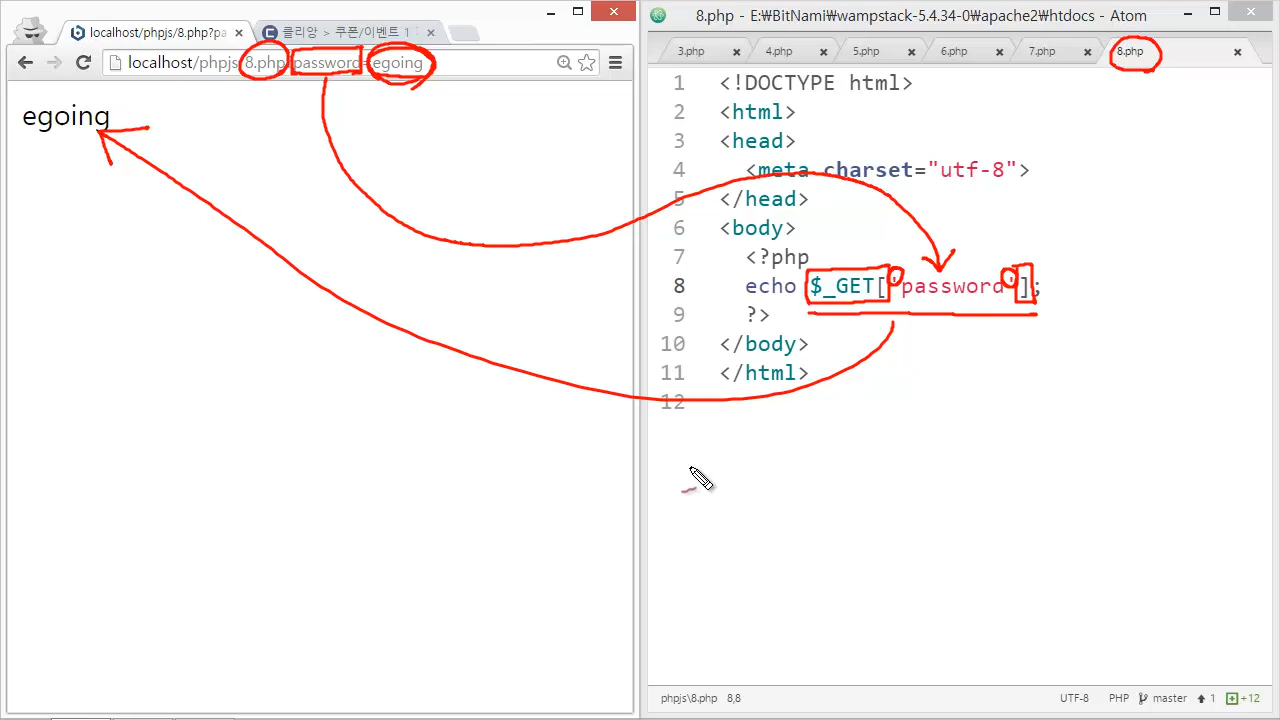 localhost/phpjs/8.php?pa
클리앙 > 쿠폰/이벤트 1
localhost/phpjs/8.php?password=egoing
egoing
8.php - E:₩BitNami₩wampstack-5.4.34-0₩apache2₩htdocs - Atom
3.php
4.php
5.php
6.php
7.php
8.php
1 <!DOCTYPE html>
2 <html>
3 <head>
4 <meta charset="utf-8">
5 </head>
6 <body>
7 <?php
8 echo $_GET['password'];
9 ?>
10 </body>
11 </html>
12
phpjs\8.php 8,8
UTF-8 PHP master 1 +12